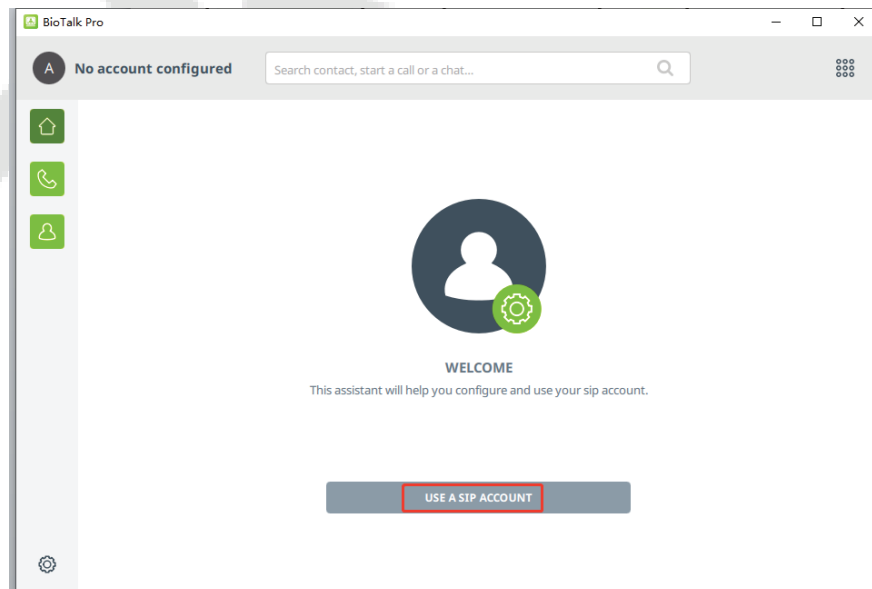 BioTalk Pro
A
No account configured
Search contact, start a call or a chat...
WELCOME
This assistant will help you configure and use your sip account.
USE A SIP ACCOUNT